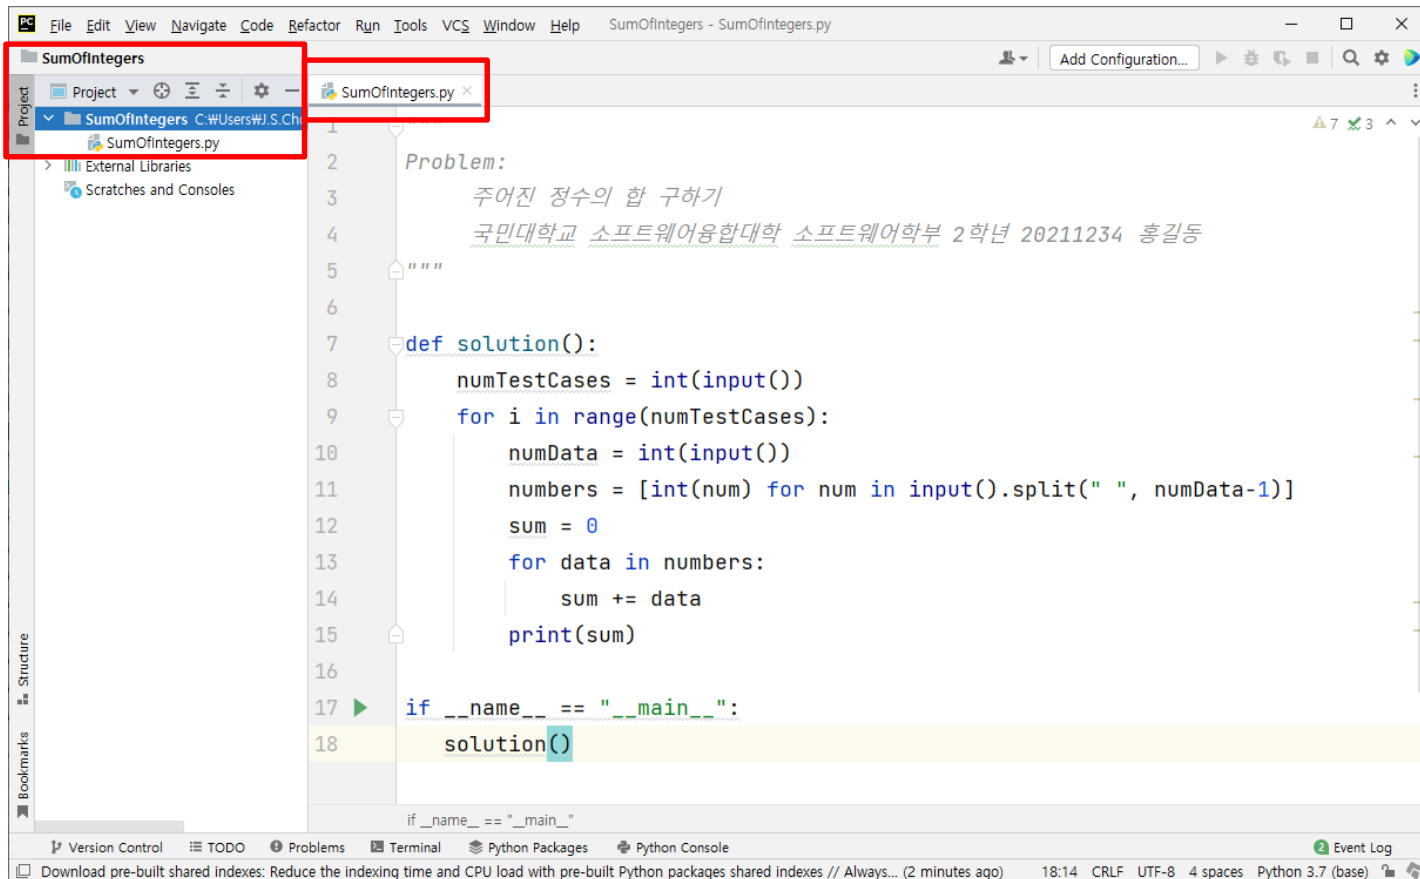 PC File Edit View Navigate Code Refactor Run Tools VCS Window Help SumOfIntegers - SumOfIntegers.py
SumOfIntegers Add Configuration...
Project
Project SumOfIntegers.py
SumOfIntegers C:₩Users₩J.S.Cho
SumOfIntegers.py
External Libraries
Scratches and Consoles
7 3
1 """
2 Problem:
3 주어진 정수의 합 구하기
4 국민대학교 소프트웨어융합대학 소프트웨어학부 2학년 20211234 홍길동
5 """
6
7 def solution():
8 numTestCases = int(input())
9 for i in range(numTestCases):
10 numData = int(input())
11 numbers = [int(num) for num in input().split(" ", numData-1)]
12 sum = 0
13 for data in numbers:
14 sum += data
15 print(sum)
16
17 if __name__ == "__main__":
18 solution()
Structure
Bookmarks
if __name__ == "__main__"
Version Control TODO Problems Terminal Python Packages Python Console 2 Event Log
Download pre-built shared indexes: Reduce the indexing time and CPU load with pre-built Python packages shared indexes // Always... (2 minutes ago) 18:14 CRLF UTF-8 4 spaces Python 3.7 (base)